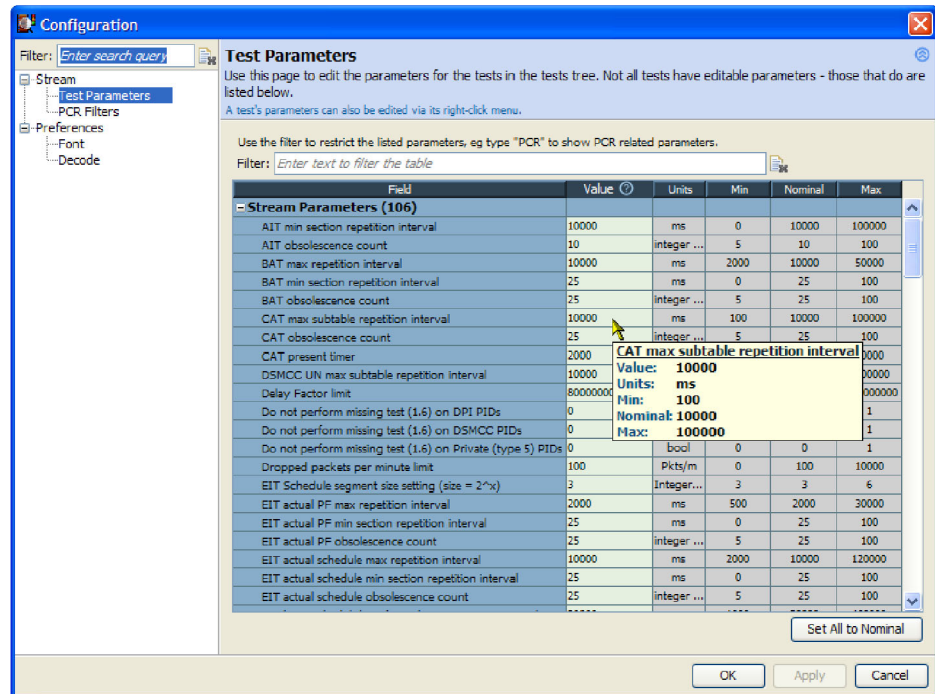 Configuration
Filter: Enter search query
Stream
Test Parameters
PCR Filters
Preferences
Font
Decode
Test Parameters
Use this page to edit the parameters for the tests in the tests tree. Not all tests have editable parameters - those that do are
listed below.
A test's parameters can also be edited via its right-click menu.
Use the filter to restrict the listed parameters, eg type "PCR" to show PCR related parameters.
Filter: Enter text to filter the table
Field Value Units Min Nominal Max
Stream Parameters (106)
AIT min section repetition interval 10000 ms 0 10000 100000
AIT obsolescence count 10 integer ... 5 10 100
BAT max repetition interval 10000 ms 2000 10000 50000
BAT min section repetition interval 25 ms 0 25 100
BAT obsolescence count 25 integer ... 5 25 100
CAT max subtable repetition interval 10000 ms 100 10000 100000
CAT obsolescence count 25 integer ... 5 25 100
CAT present timer 2000
DSMCC UN max subtable repetition interval 10000
Delay Factor limit
Do not perform missing test (1.6) on DPI PIDs 0 1
Do not perform missing test (1.6) on DSMCC PIDs 0 1
CAT max subtable repetition interval
Value: 10000
Units: ms
Min: 100
Nominal: 10000
Max: 100000
Do not perform missing test (1.6) on Private (type 5) PIDs 0 bool 0 0 1
Dropped packets per minute limit 100 Pkts/m 0 100 10000
EIT Schedule segment size setting (size = 2^x) 3 Integer... 3 3 6
EIT actual PF max repetition interval 2000 ms 500 2000 30000
EIT actual PF min section repetition interval 25 ms 0 25 100
EIT actual PF obsolescence count 25 integer ... 5 25 100
EIT actual schedule max repetition interval 10000 ms 2000 10000 120000
EIT actual schedule min section repetition interval 25 ms 0 25 100
EIT actual schedule obsolescence count 25 integer ... 5 25 100
Set All to Nominal
OK Apply Cancel